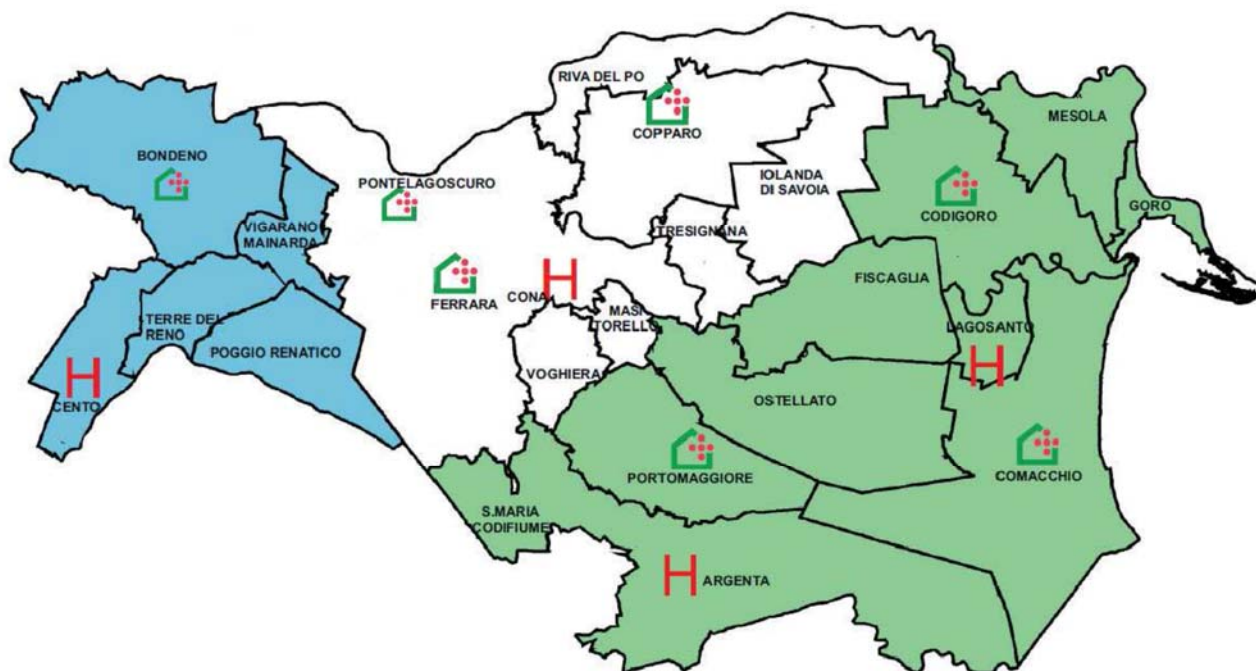 RIVA DEL PO
COPPARO
MESOLA
BONDENO
PONTELAGOSCURO
IOLANDA
DI SAVOIA
CODIGORO
GORO
VIGARANO
MAINARDA
TRESIGNANA
FISCAGLIA
FERRARA
CONA
H
MASI
TORELLO
TERRE DEL
RENO
POGGIO RENATICO
LAGOSANTO
H
VOGHIERA
H
CENTO
OSTELLATO
PORTOMAGGIORE
COMACCHIO
S.MARIA
CODIFIUME
H
ARGENTA